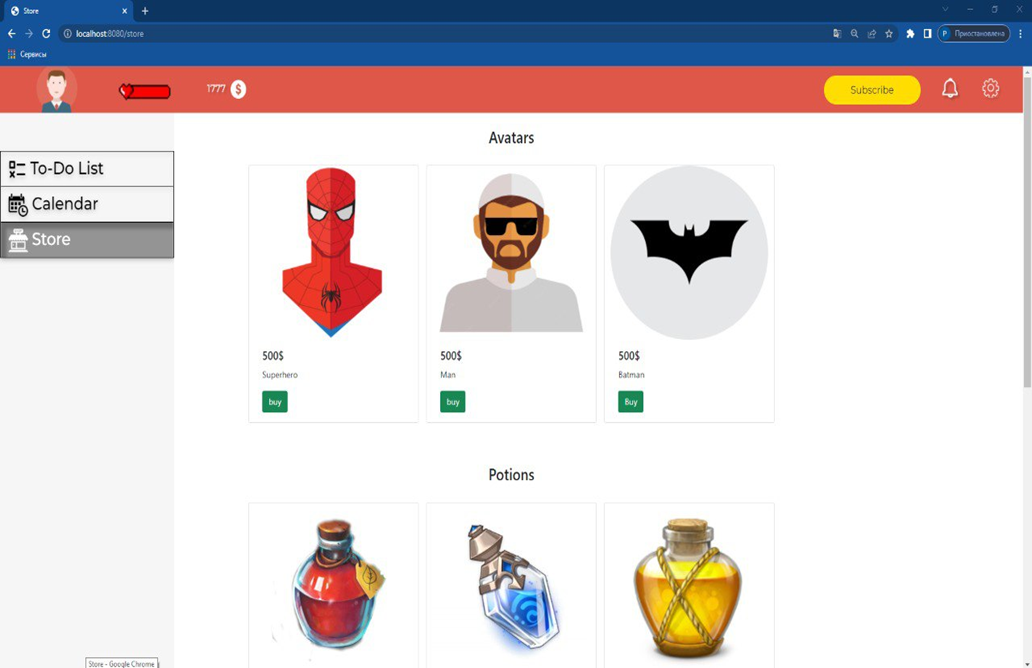 Store
localhost:8080/store
Приостановлена
Сервисы
1777 $
Subscribe
To-Do List
Calendar
Store
Avatars
500$
Superhero
buy
500$
Man
buy
500$
Batman
Buy
Potions
Store - Google Chrome